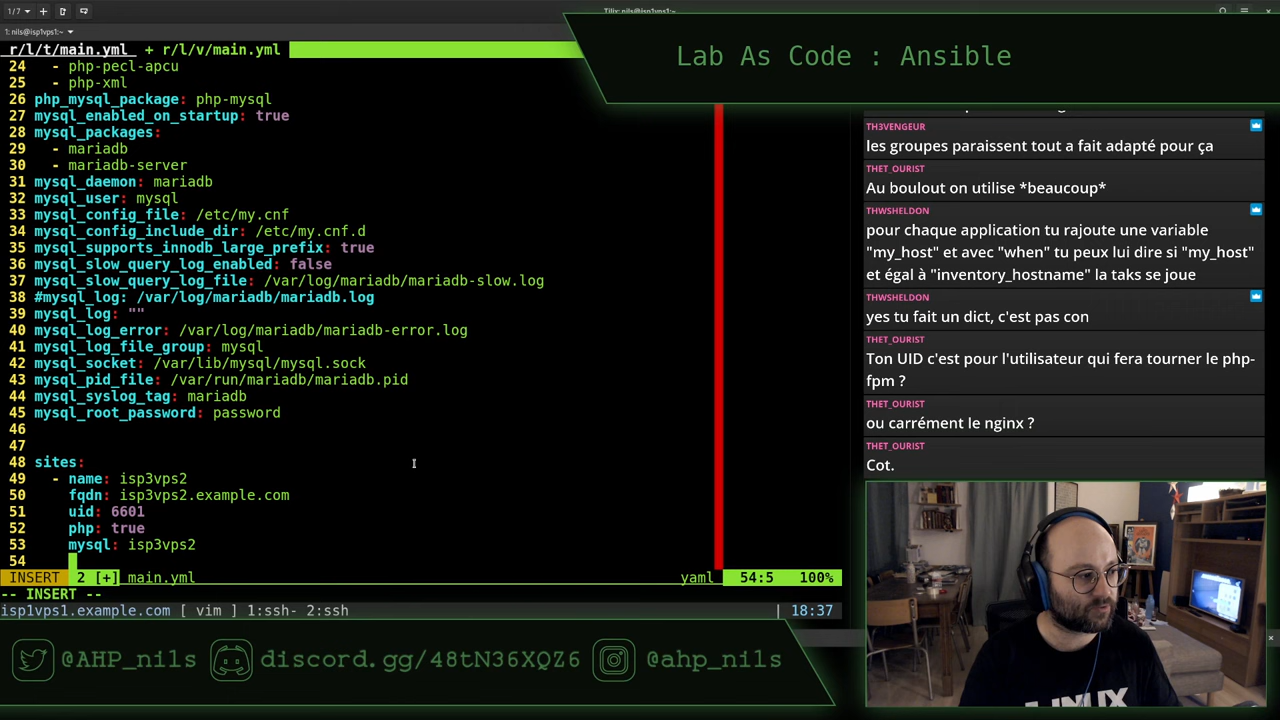 1/7
Tilix: nils@isp1vps1:~
1: nils@isp1vps1:~
r/l/t/main.yml + r/l/v/main.yml
Lab As Code : Ansible
24 - php-pecl-apcu
25 - php-xml
26 php_mysql_package: php-mysql
27 mysql_enabled_on_startup: true
28 mysql_packages:
29 - mariadb
30 - mariadb-server
31 mysql_daemon: mariadb
32 mysql_user: mysql
33 mysql_config_file: /etc/my.cnf
34 mysql_config_include_dir: /etc/my.cnf.d
35 mysql_supports_innodb_large_prefix: true
36 mysql_slow_query_log_enabled: false
37 mysql_slow_query_log_file: /var/log/mariadb/mariadb-slow.log
38 #mysql_log: /var/log/mariadb/mariadb.log
39 mysql_log: ""
40 mysql_log_error: /var/log/mariadb/mariadb-error.log
41 mysql_log_file_group: mysql
42 mysql_socket: /var/lib/mysql/mysql.sock
43 mysql_pid_file: /var/run/mariadb/mariadb.pid
44 mysql_syslog_tag: mariadb
45 mysql_root_password: password
46
47
48 sites:
49 - name: isp3vps2
50 fqdn: isp3vps2.example.com
51 uid: 6601
52 php: true
53 mysql: isp3vps2
54
INSERT 2 [+] main.yml yaml 54:5 100%
-- INSERT --
isp1vps1.example.com [ vim ] 1:ssh- 2:ssh | 18:37
TH3VENGEUR
les groupes paraissent tout a fait adapté pour ça
THET_OURIST
Au boulout on utilise *beaucoup*
THWSHELDON
pour chaque application tu rajoute une variable
"my_host" et avec "when" tu peux lui dire si "my_host"
et égal à "inventory_hostname" la taks se joue
THWSHELDON
yes tu fait un dict, c'est pas con
THET_OURIST
Ton UID c'est pour l'utilisateur qui fera tourner le php-
fpm ?
THET_OURIST
ou carrément le nginx ?
THET_OURIST
Cot.
@AHP_nils discord.gg/48tN36XQZ6 @ahp_nils